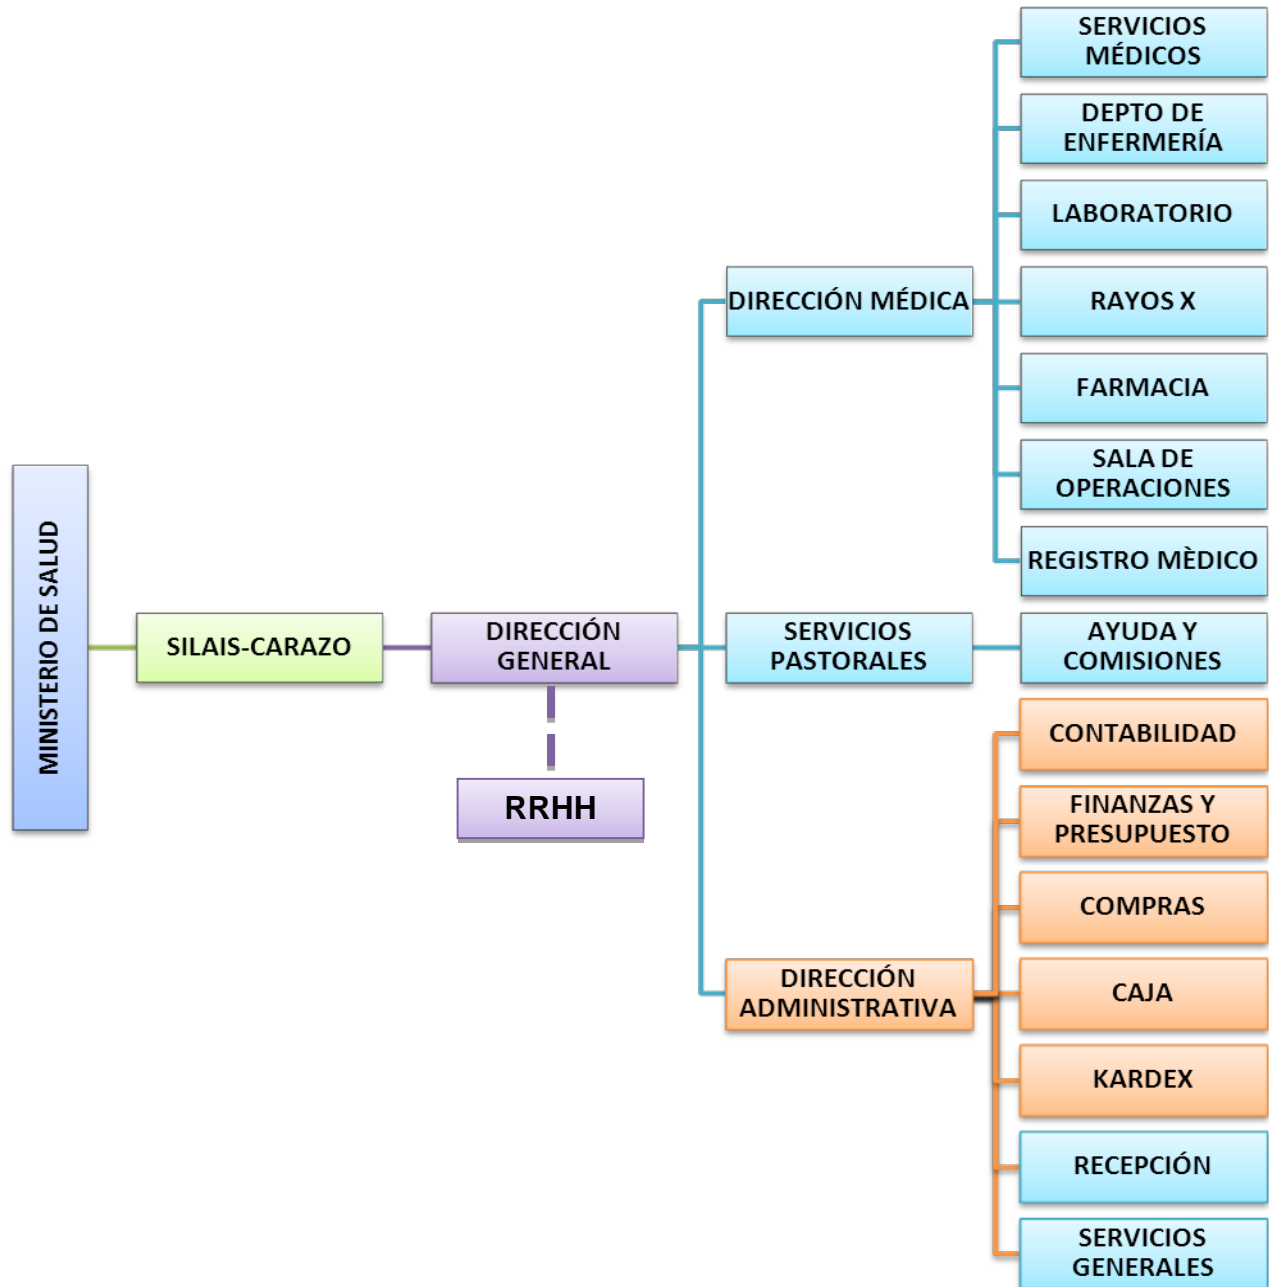 SERVICIOS
MÉDICOS
DEPTO DE
ENFERMERÍA
LABORATORIO
DIRECCIÓN MÉDICA
RAYOS X
FARMACIA
SALA DE
OPERACIONES
REGISTRO MÈDICO
MINISTERIO DE SALUD
SILAIS-CARAZO
DIRECCIÓN
GENERAL
SERVICIOS
PASTORALES
AYUDA Y
COMISIONES
RRHH
CONTABILIDAD
FINANZAS Y
PRESUPUESTO
COMPRAS
DIRECCIÓN
ADMINISTRATIVA
CAJA
KARDEX
RECEPCIÓN
SERVICIOS
GENERALES